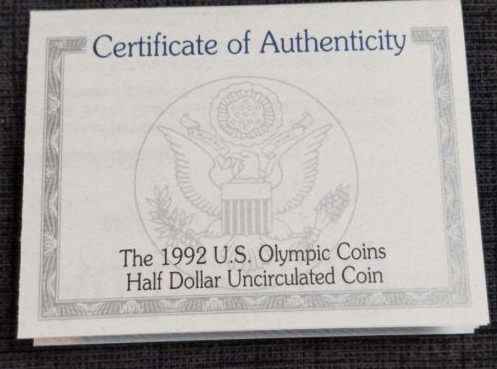 Certificate of Authenticity
The 1992 U.S. Olympic Coins
Half Dollar Uncirculated Coin